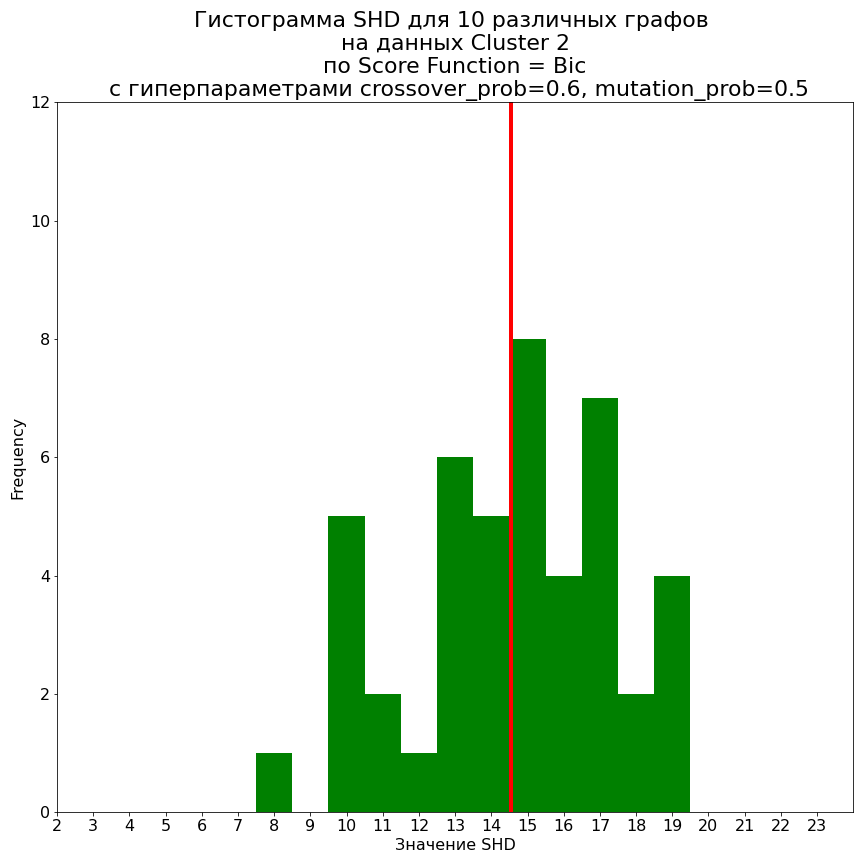 Гистограмма SHD для 10 различных графов
на данных Cluster 2
по Score Function = Bic
с гиперпараметрами crossover_prob=0.6, mutation_prob=0.5
12
10
8
6
4
2
0
Frequency
2 3 4 5 6 7 8 9 10 11 12 13 14 15 16 17 18 19 20 21 22 23
Значение SHD